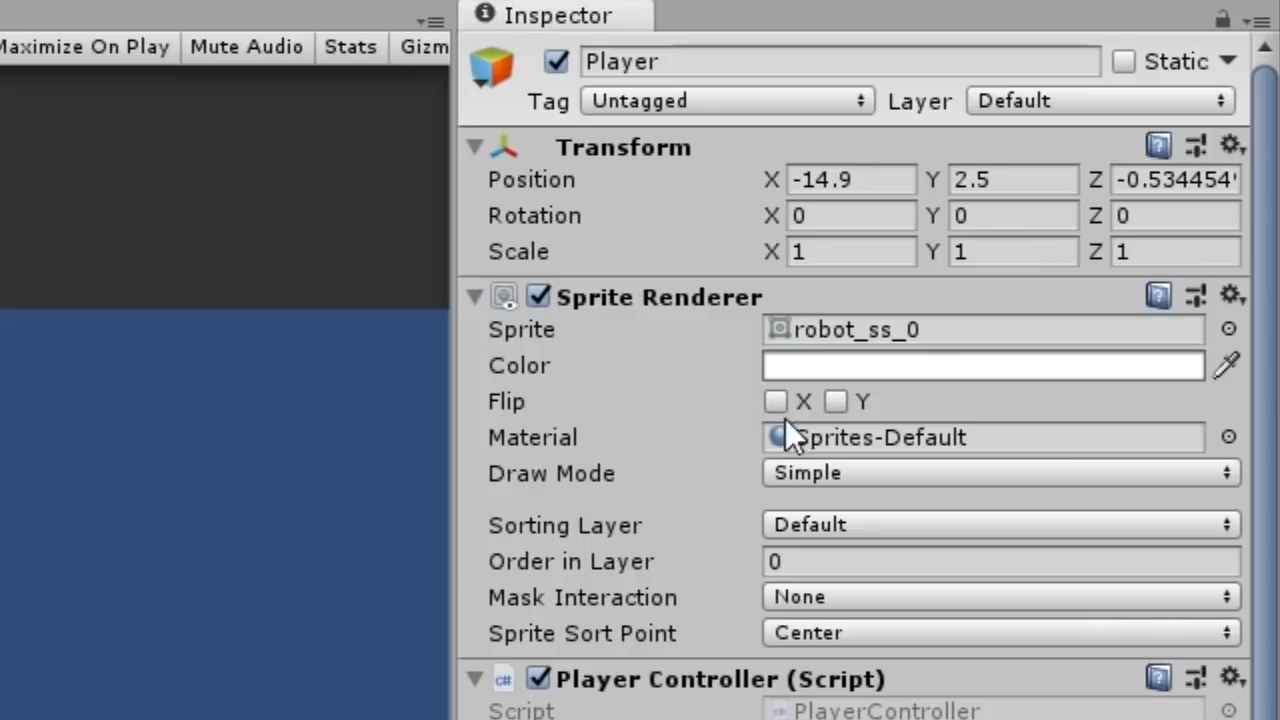 Inspector
Maximize On Play Mute Audio Stats Gizm
Player Static
Tag Untagged Layer Default
Transform
Position X -14.9 Y 2.5 Z -0.534454
Rotation X 0 Y 0 Z 0
Scale X 1 Y 1 Z 1
Sprite Renderer
Sprite robot_ss_0
Color
Flip X Y
Material Sprites-Default
Draw Mode Simple
Sorting Layer Default
Order in Layer 0
Mask Interaction None
Sprite Sort Point Center
C# Player Controller (Script)
Script PlayerController